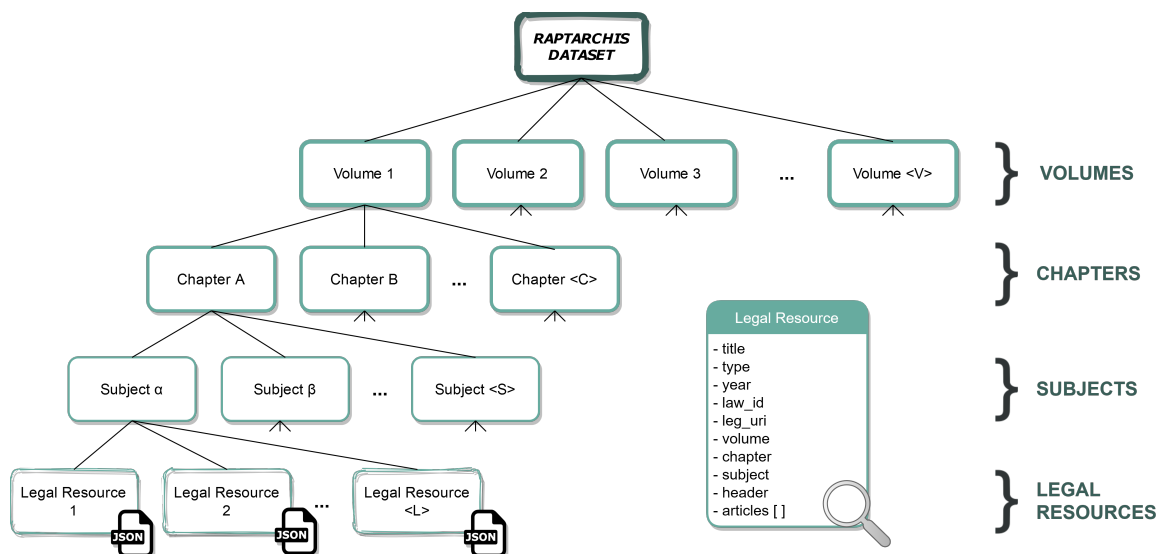 RAPTARCHIS
DATASET
Volume 1
Volume 2
Volume 3
...
Volume <V>
VOLUMES
Chapter A
Chapter B
...
Chapter <C>
CHAPTERS
Subject α
Subject β
...
Subject <S>
SUBJECTS
Legal Resource
1
JSON
Legal Resource
2
JSON
...
Legal Resource
<L>
JSON
LEGAL
RESOURCES
Legal Resource
- title
- type
- year
- law_id
- leg_uri
- volume
- chapter
- subject
- header
- articles [ ]